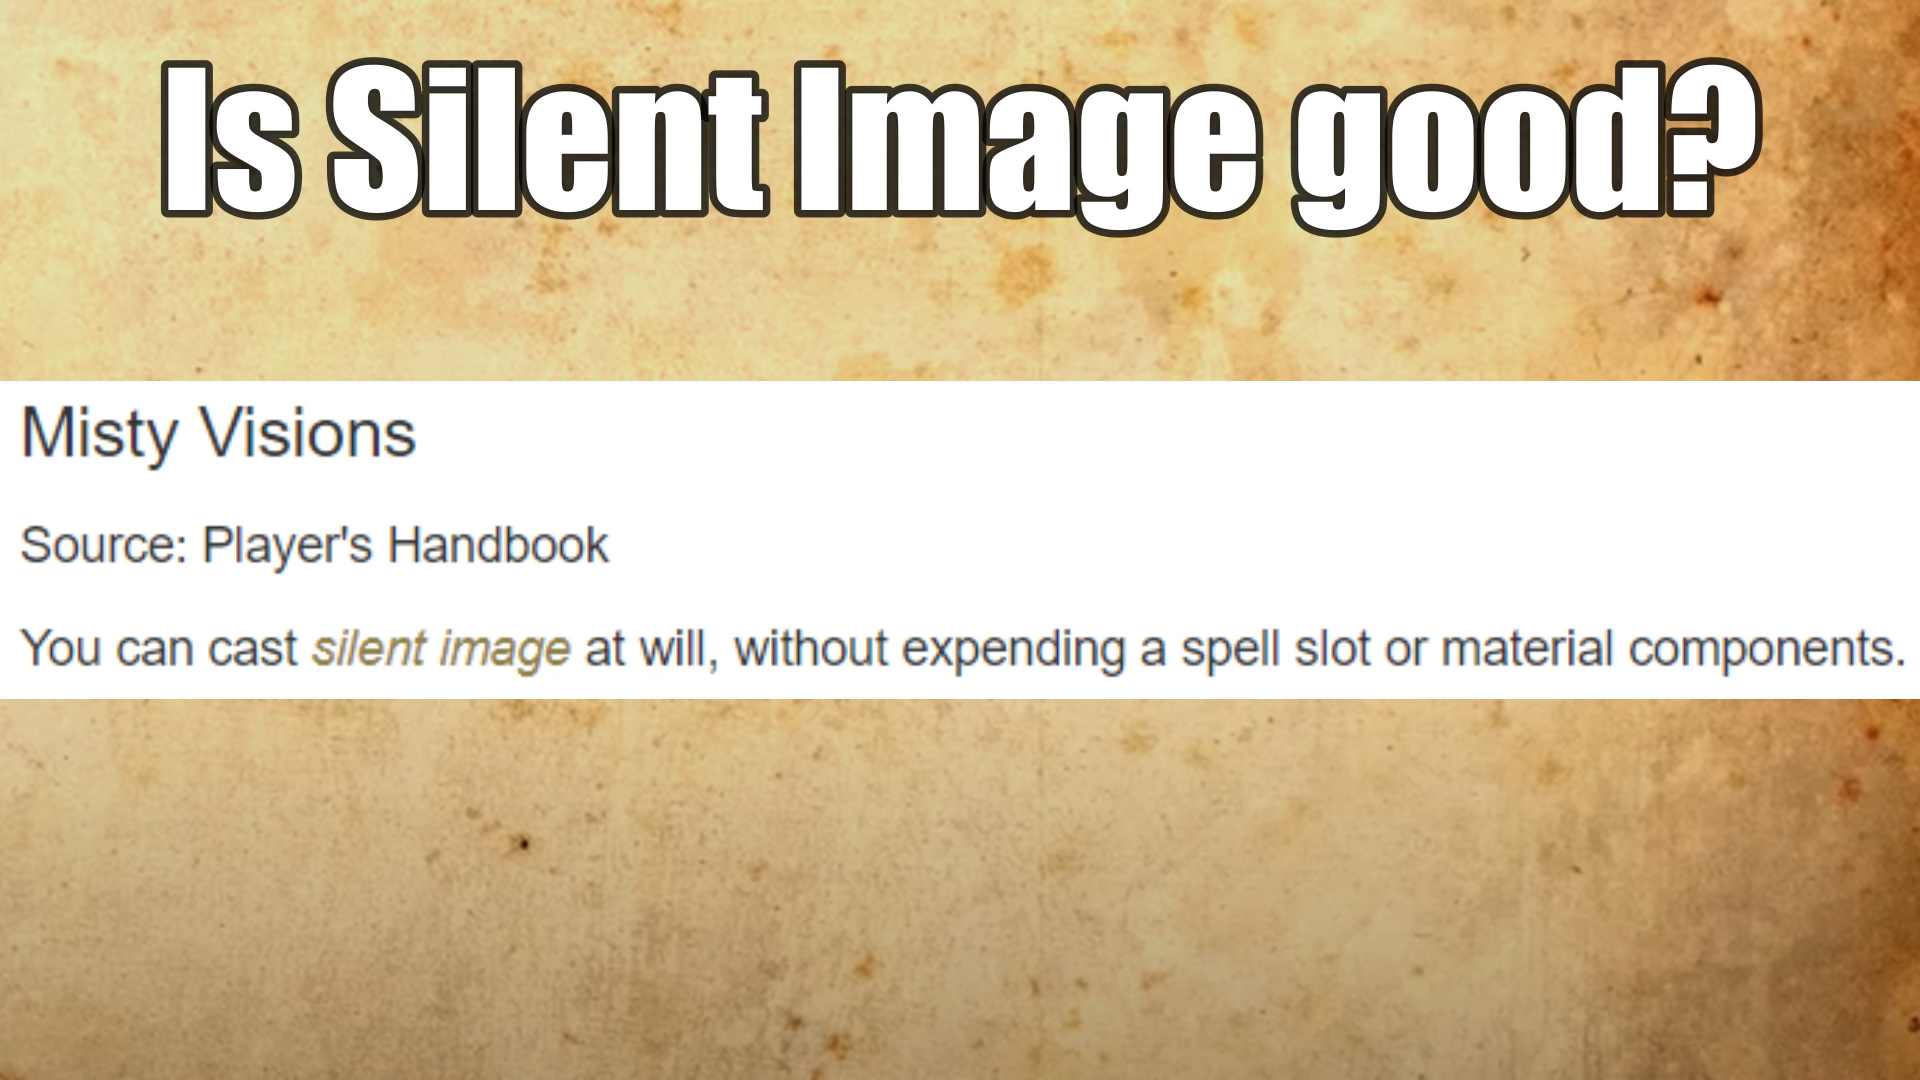 Is Silent Image good?
Misty Visions
Source: Player's Handbook
You can cast silent image at will, without expending a spell slot or material components.